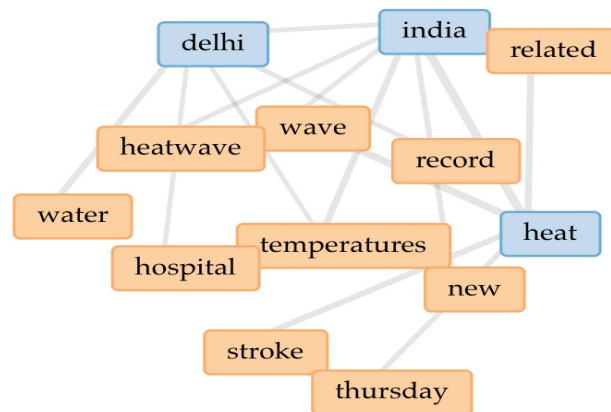 delhi
india
related
wave
heatwave
record
water
heat
temperatures
hospital
new
stroke
thursday